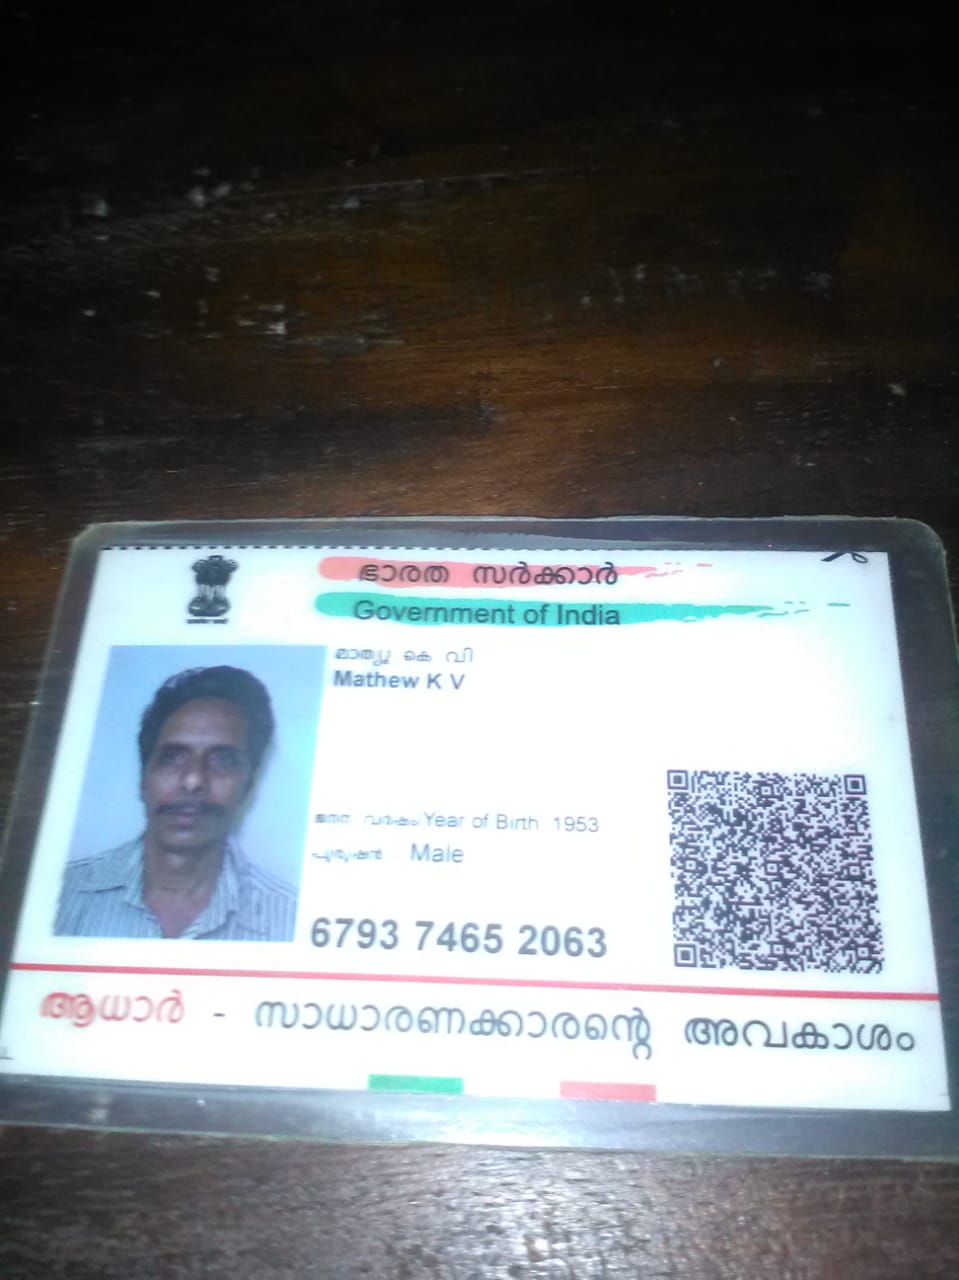 ഭാരത സർക്കാർ
Government of India
മാത്യു കെ വി
Mathew K V
ജനന വർഷം/Year of Birth 1953
പുരുഷൻ : Male
6793 7465 2063
ആധാർ - സാധാരണക്കാരന്റെ അവകാശം